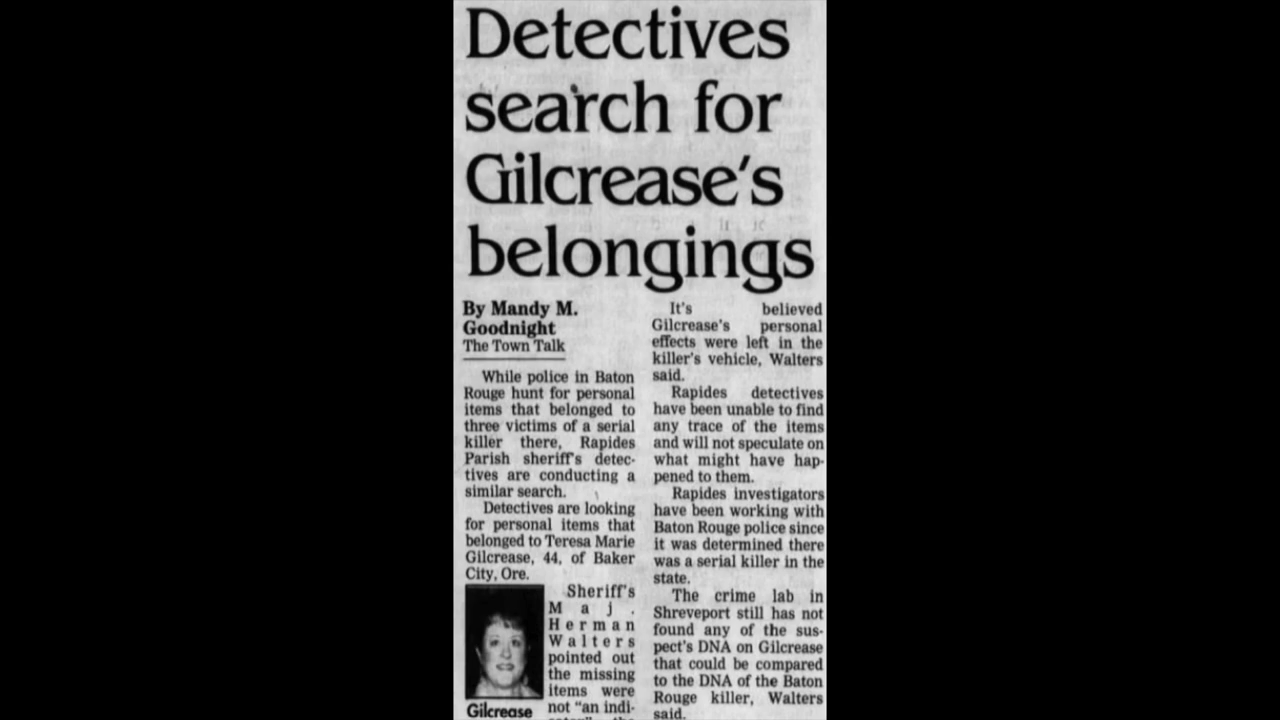 Detectives
search for
Gilcrease's
belongings
By Mandy M.
Goodnight
The Town Talk
While police in Baton
Rouge hunt for personal
items that belonged to
three victims of a serial
killer there, Rapides
Parish sheriff's detec-
tives are conducting a
similar search.
Detectives are looking
for personal items that
belonged to Teresa Marie
Gilcrease, 44, of Baker
City, Ore.
Sheriff's
Maj.
Herman
Walters
pointed out
the missing
items were
not "an indi-
Gilcrease
It's believed
Gilcrease's personal
effects were left in the
killer's vehicle, Walters
said.
Rapides detectives
have been unable to find
any trace of the items
and will not speculate on
what might have hap-
pened to them.
Rapides investigators
have been working with
Baton Rouge police since
it was determined there
was a serial killer in the
state.
The crime lab in
Shreveport still has not
found any of the sus-
pect's DNA on Gilcrease
that could be compared
to the DNA of the Baton
Rouge killer, Walters
said.